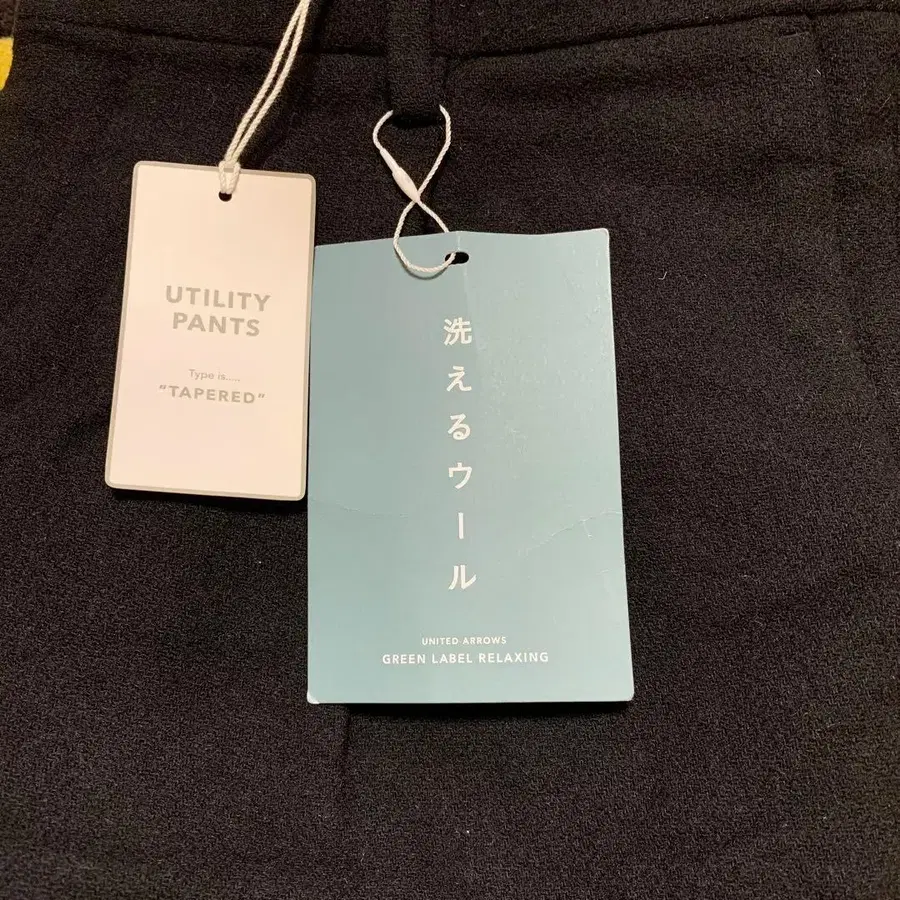 UTILITY
PANTS
Type is.....
“TAPERED”
洗えるウール
UNITED ARROWS
GREEN LABEL RELAXING